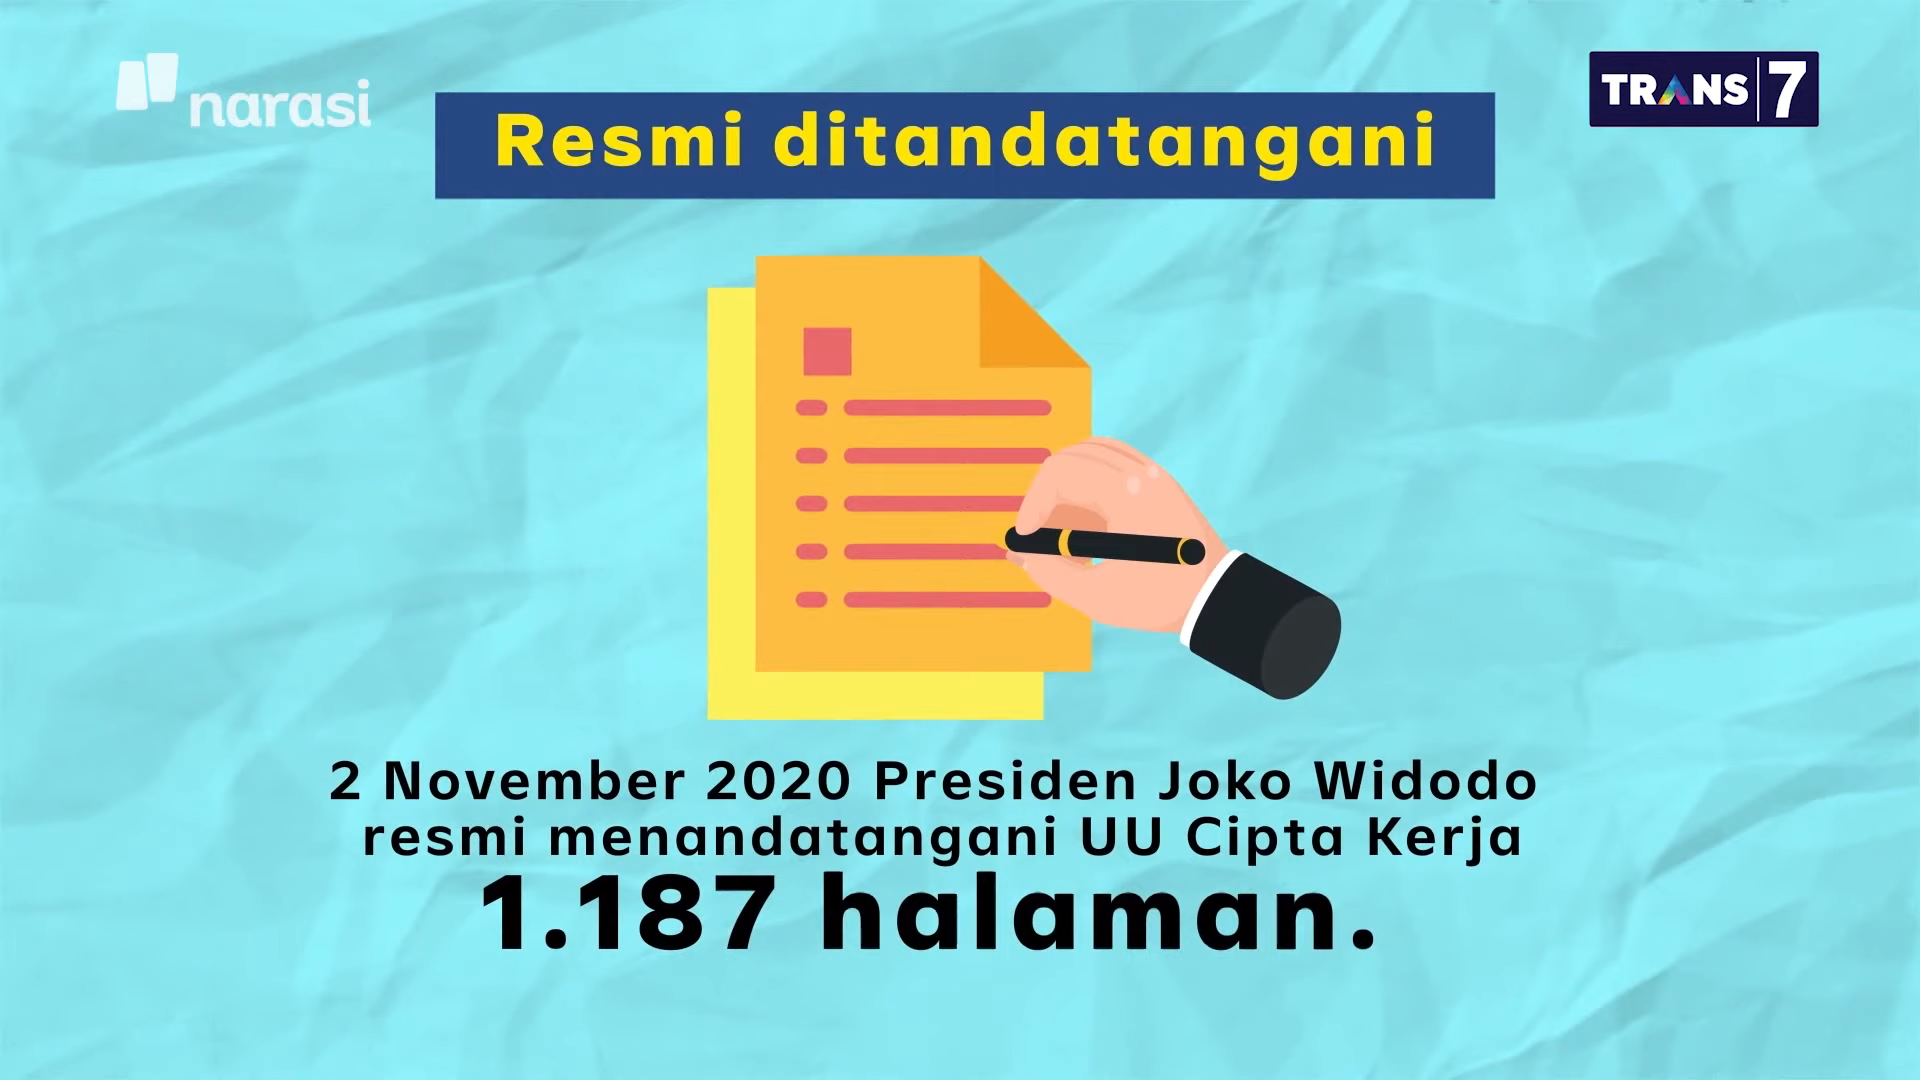 narasi
TRANS 7
Resmi ditandatangani
2 November 2020 Presiden Joko Widodo
resmi menandatangani UU Cipta Kerja
1.187 halaman.